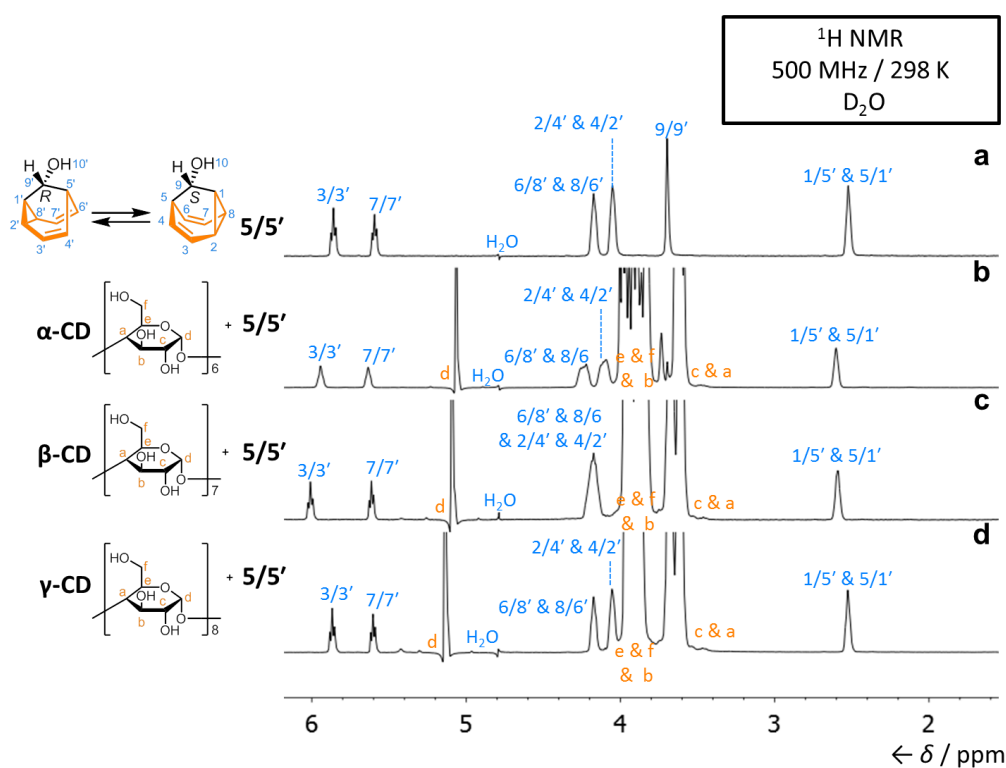 ¹H NMR
500 MHz / 298 K
D₂O
a
2/4′ & 4/2′
9/9′
6/8′ & 8/6′
1/5′ & 5/1′
3/3′
7/7′
H₂O
H
OH
10′
9′
R
5′
1′
6′
8′
7′
2′
3′
4′
H
OH
10
9
S
1
5
6
7
8
4
3
2
5/5′
b
α-CD
HO
f
e
O
a
OH
c
d
b
OH
O
6
+ 5/5′
3/3′
7/7′
d
H₂O
6/8′ & 8/6
2/4′ & 4/2′
e & f
& b
c & a
1/5′ & 5/1′
c
β-CD
HO
f
e
O
a
OH
c
d
b
OH
O
7
+ 5/5′
3/3′
7/7′
d
H₂O
6/8′ & 8/6
& 2/4′ & 4/2′
e & f
& b
c & a
1/5′ & 5/1′
d
γ-CD
HO
f
e
O
a
OH
c
d
b
OH
O
8
+ 5/5′
3/3′
7/7′
d
H₂O
6/8′ & 8/6′
2/4′ & 4/2′
e & f
& b
c & a
1/5′ & 5/1′
6 5 4 3 2
← δ / ppm